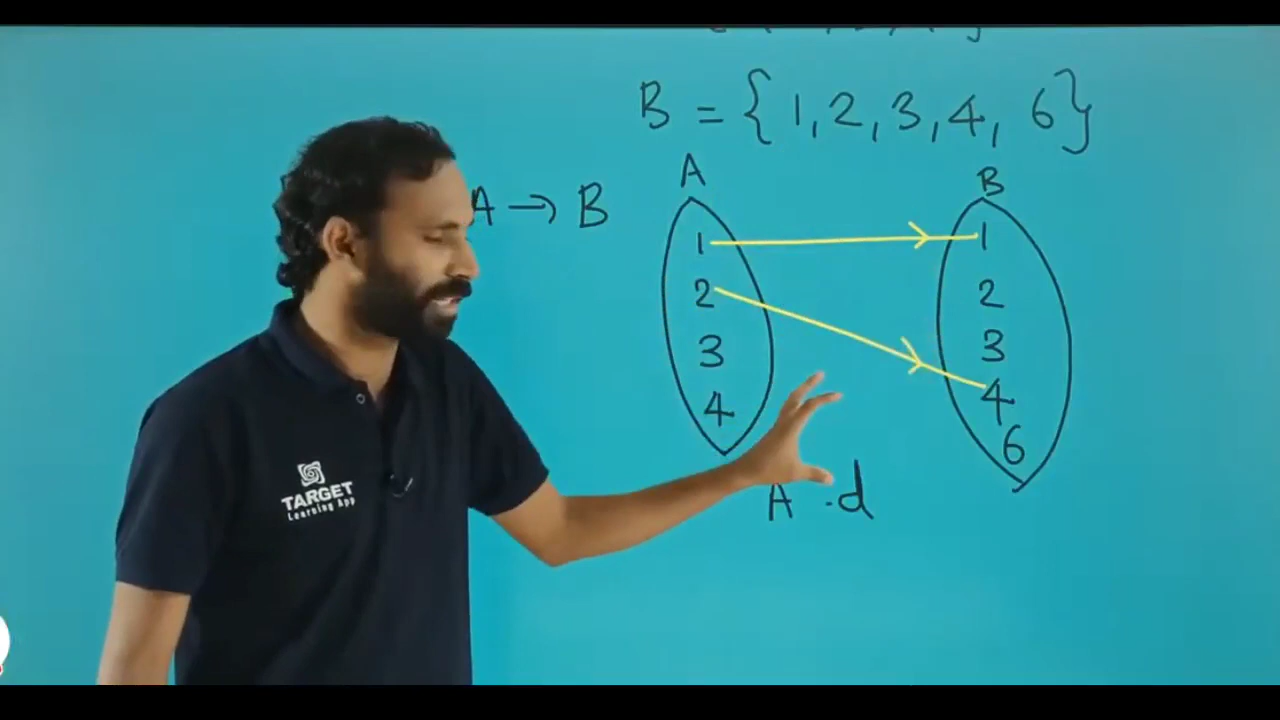 B = {1, 2, 3, 4, 6}
A B
A → B
1 1
2 2
3 3
4 4
6
A .d
TARGET
Learning App